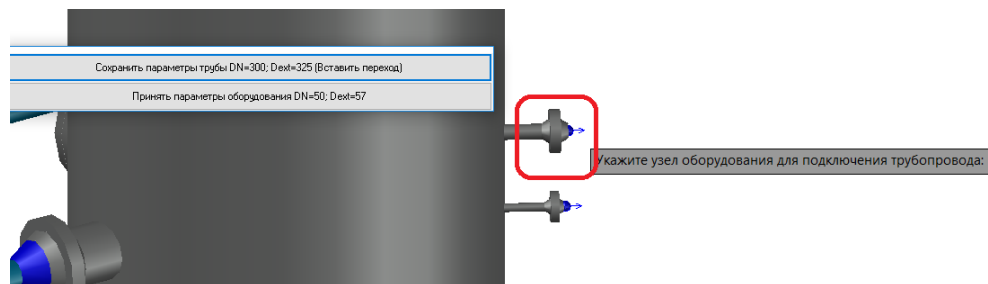 Сохранить параметры трубы DN=300; Dext=325 (Вставить переход)
Принять параметры оборудования DN=50; Dext=57
Укажите узел оборудования для подключения трубопровода: